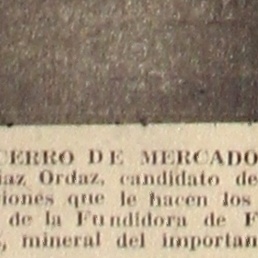 CERRO DE MERCADO
iaz Ordaz, candidato de
iones que le hacen los
de la Fundidora de F
, mineral del importan